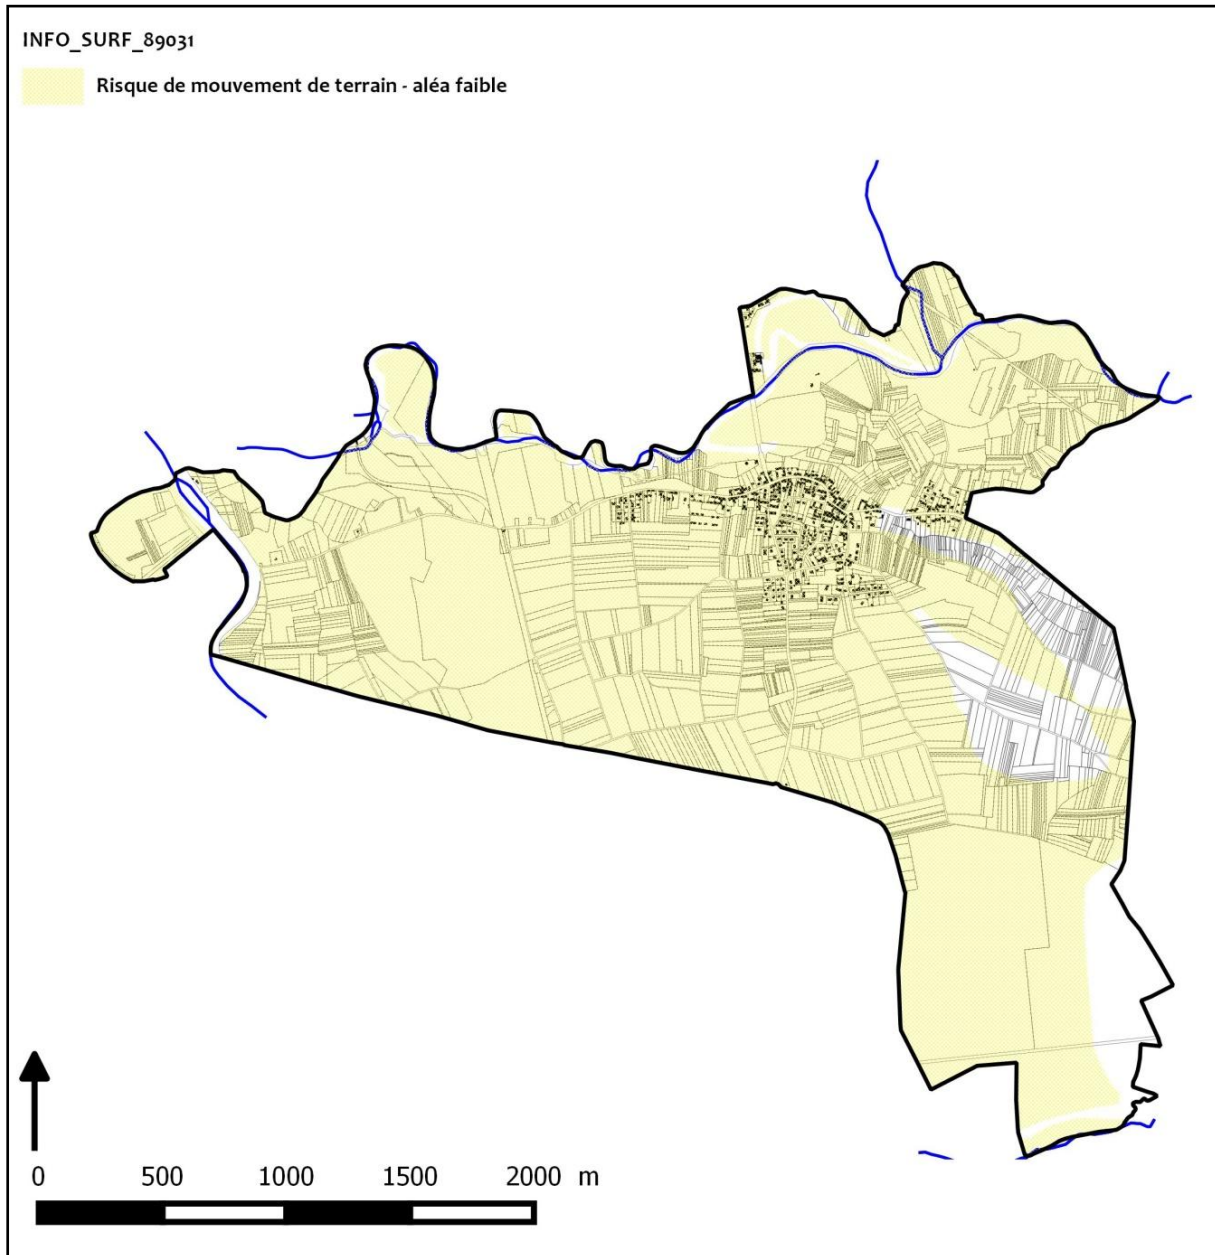 INFO_SURF_89031
Risque de mouvement de terrain - aléa faible
0 500 1000 1500 2000 m